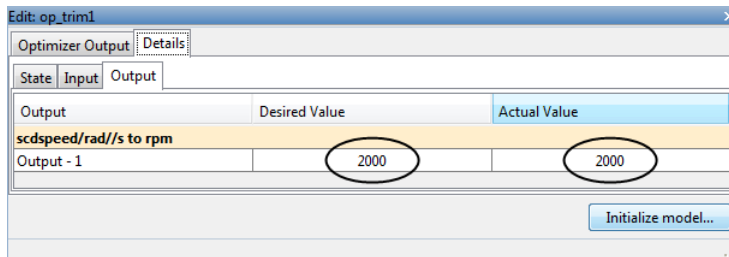 Edit: op_trim1
Optimizer Output Details
State Input Output
Output Desired Value Actual Value
scdspeed/rad//s to rpm
Output - 1 2000 2000
Initialize model...